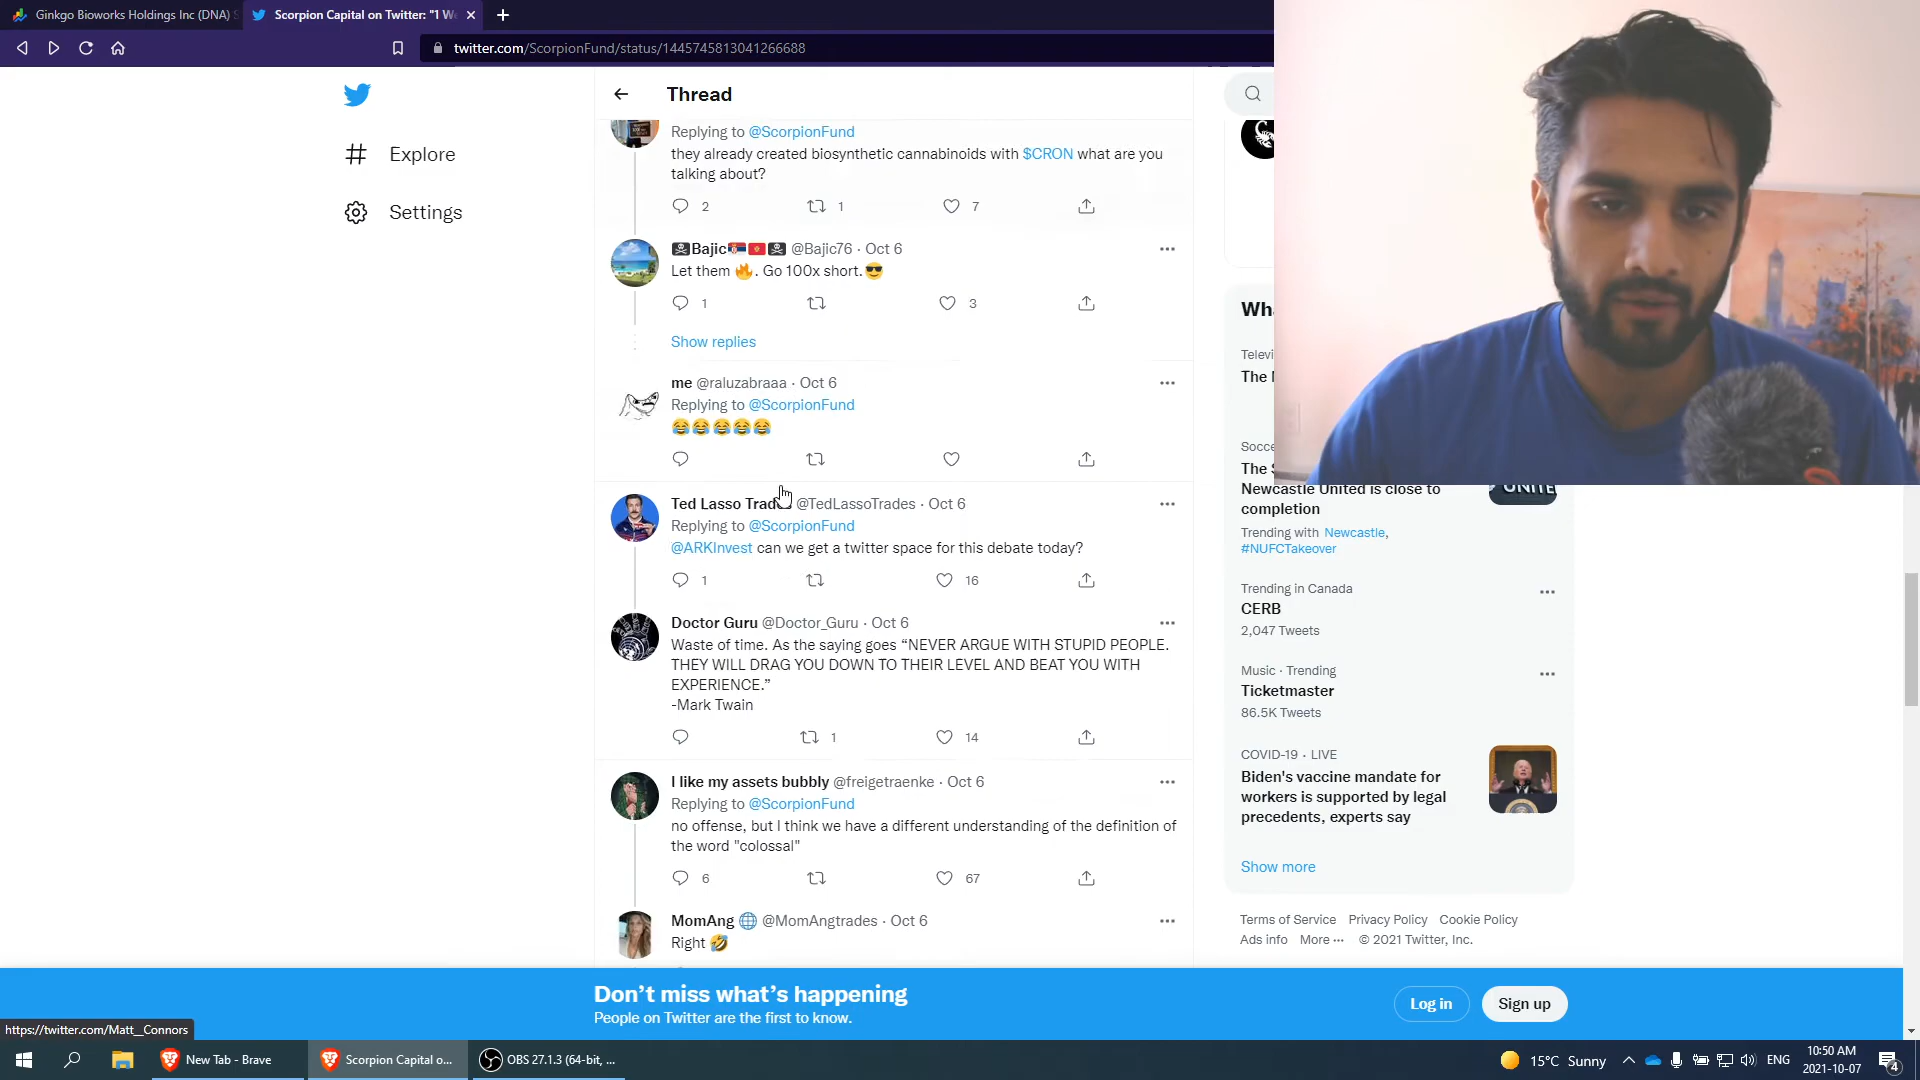 Ginkgo Bioworks Holdings Inc (DNA) S
Scorpion Capital on Twitter: "1 We
twitter.com/ScorpionFund/status/1445745813041266688
Explore
Settings
Thread
Replying to @ScorpionFund
they already created biosynthetic cannabinoids with $CRON what are you
talking about?
2 1 7
☠️Bajic🇷🇸🇲🇪☠️ @Bajic76 · Oct 6
Let them 🔥. Go 100x short.😎
1 3
Show replies
me @raluzabraaa · Oct 6
Replying to @ScorpionFund
😂😂😂😂😂
@TedLassoTrades · Oct 6
Ted Lasso
Replying to @ScorpionFund
@ARKInvest can we get a twitter space for this debate today?
1 16
Doctor Guru @Doctor_Guru · Oct 6
Waste of time. As the saying goes “NEVER ARGUE WITH STUPID PEOPLE.
THEY WILL DRAG YOU DOWN TO THEIR LEVEL AND BEAT YOU WITH
EXPERIENCE.”
-Mark Twain
1 14
I like my assets bubbly @freigetraenke · Oct 6
Replying to @ScorpionFund
no offense, but I think we have a different understanding of the definition of
the word "colossal"
6 67
MomAng 🌐 @MomAngtrades · Oct 6
Right 🤣
Televi
Socce
Newcastle United is close to
completion
UNITE
Trending with Newcastle,
#NUFCTakeover
Trending in Canada
CERB
2,047 Tweets
Music · Trending
Ticketmaster
86.5K Tweets
COVID-19 · LIVE
Biden's vaccine mandate for
workers is supported by legal
precedents, experts say
Show more
Terms of Service Privacy Policy Cookie Policy
Ads info More ··· © 2021 Twitter, Inc.
Don’t miss what’s happening
People on Twitter are the first to know.
Log in
Sign up
https://twitter.com/Matt__Connors
New Tab - Brave
Scorpion Capital o...
OBS 27.1.3 (64-bit, ...
15°C Sunny
ENG
10:50 AM
2021-10-07
4